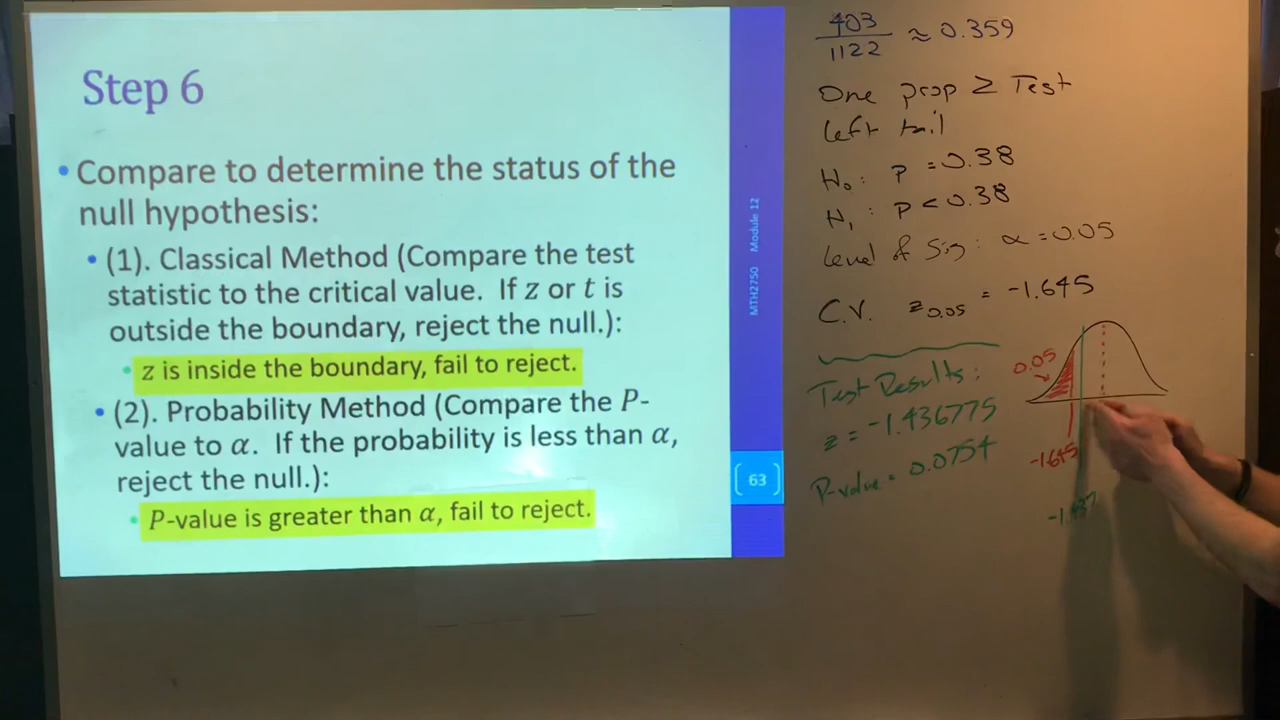 Step 6
• Compare to determine the status of the
null hypothesis:
• (1). Classical Method (Compare the test
statistic to the critical value. If z or t is
outside the boundary, reject the null.):
• z is inside the boundary, fail to reject.
• (2). Probability Method (Compare the P-
value to α. If the probability is less than α,
reject the null.):
• P-value is greater than α, fail to reject.
MTH2750 Module 12
63
403
1122
≈ 0.359
One prop Z Test
left tail
H₀: P = 0.38
H₁: P < 0.38
Level of Sig: α = 0.05
C.V. z0.05 = -1.645
Test Results:
z = -1.436775
P-value = 0.0754
0.05
-1.645
-1.437